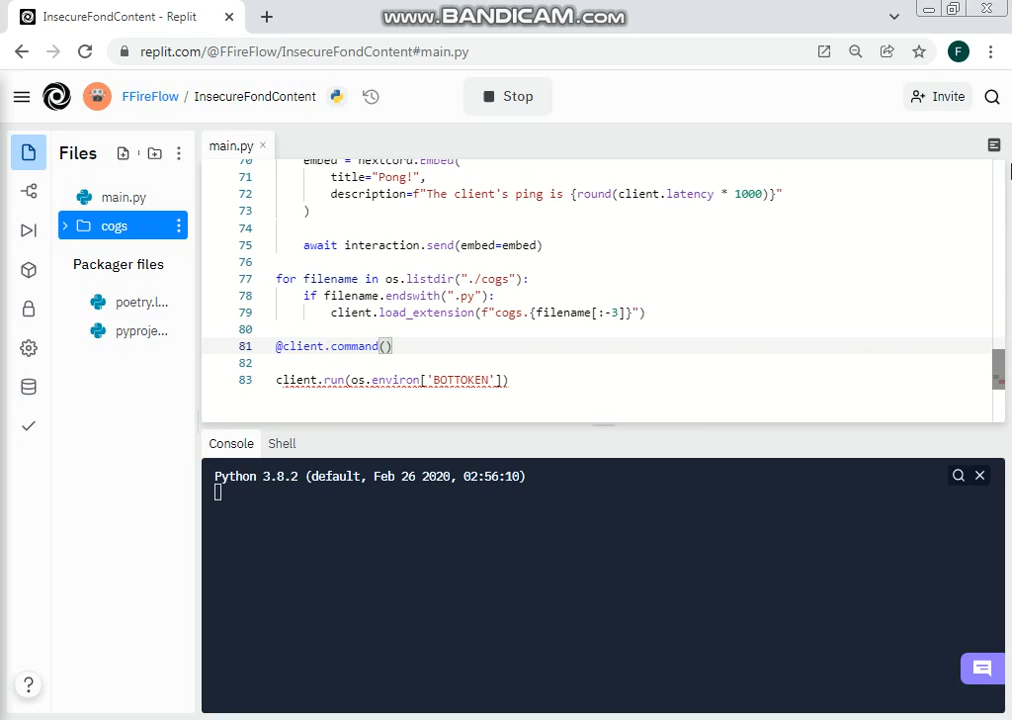 InsecureFondContent - Replit
www.BANDICAM.com
replit.com/@FFireFlow/InsecureFondContent#main.py
F
FFireFlow / InsecureFondContent
Stop
Invite
Files
main.py
cogs
Packager files
poetry.l...
pyproje...
main.py
70 embed = nextcord.Embed(
71 title="Pong!",
72 description=f"The client's ping is {round(client.latency * 1000)}"
73 )
74
75 await interaction.send(embed=embed)
76
77 for filename in os.listdir("./cogs"):
78 if filename.endswith(".py"):
79 client.load_extension(f"cogs.{filename[:-3]}")
80
81 @client.command()
82
83 client.run(os.environ['BOTTOKEN'])
Console
Shell
Python 3.8.2 (default, Feb 26 2020, 02:56:10)